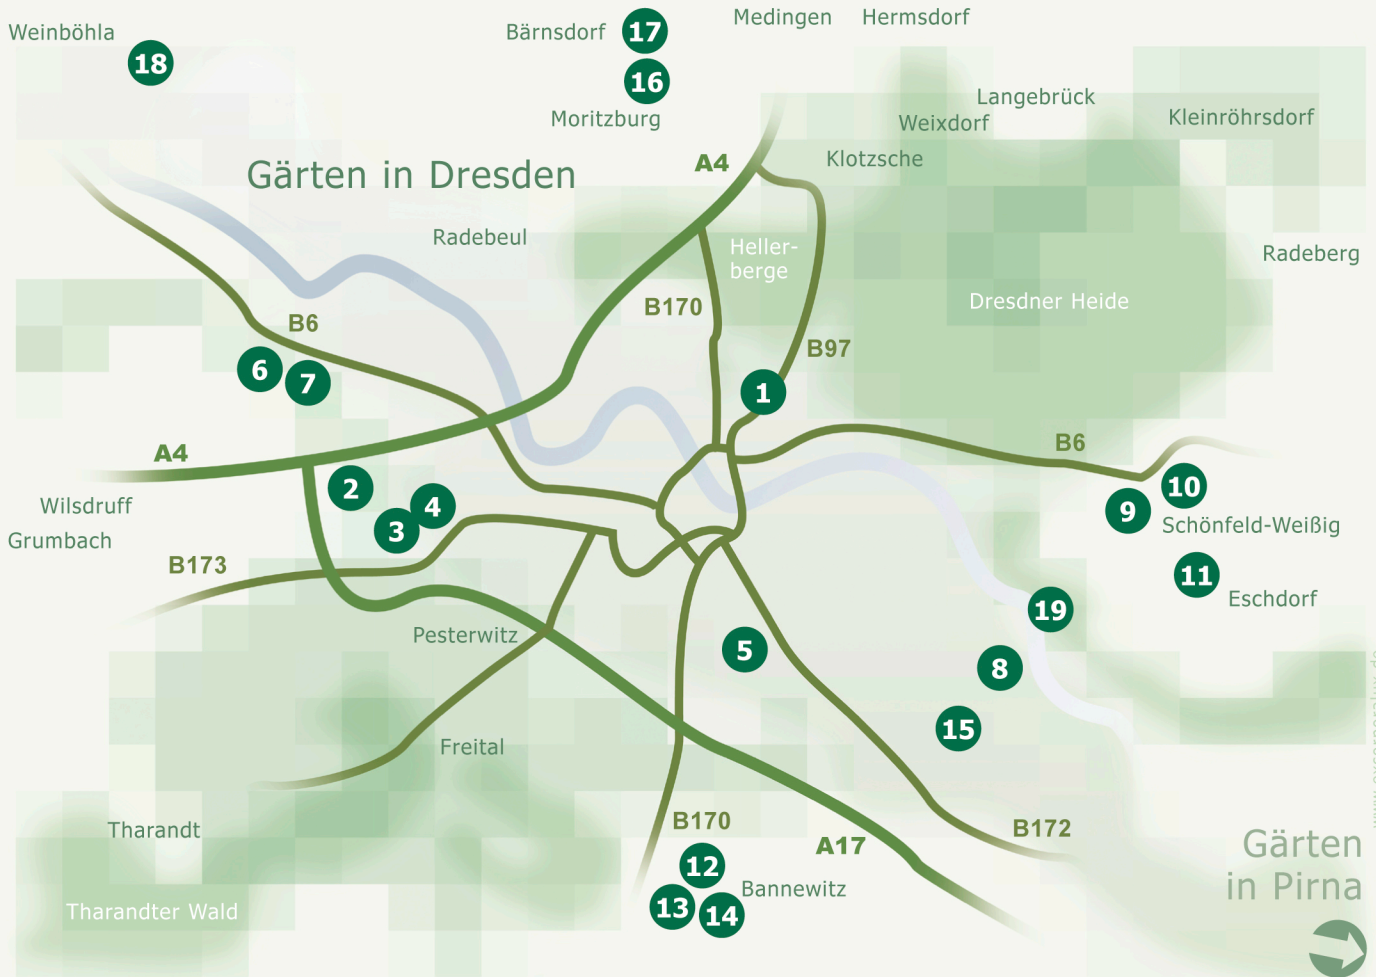 Medingen Hermsdorf
Weinböhla
Bärnsdorf 17
18
16
Langebrück
Moritzburg
Weixdorf
Kleinröhrsdorf
A4
Klotzsche
Gärten in Dresden
Radebeul
Heller-
berge
Radeberg
Dresdner Heide
B170
B6
B97
6
7
1
A4
B6
2
10
Wilsdruff
4
9
3
Schönfeld-Weißig
Grumbach
B173
11
Eschdorf
19
Pesterwitz
5
8
15
Freital
B170
Tharandt
B172
A17
Gärten
in Pirna
12
Bannewitz
13
14
Tharandter Wald